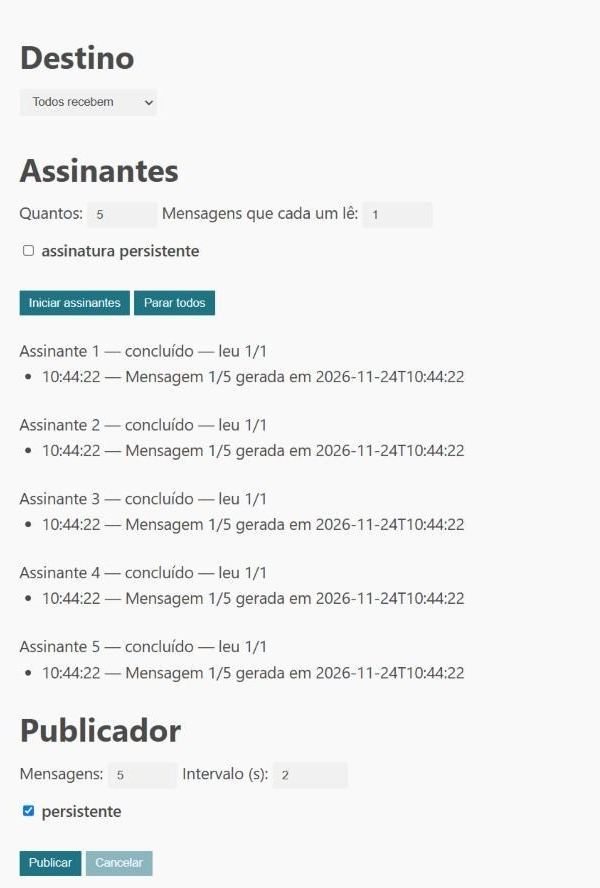 Destino
Todos recebem
Assinantes
Quantos: 5 Mensagens que cada um lê: 1
assinatura persistente
Iniciar assinantes Parar todos
Assinante 1 — concluído — leu 1/1
• 10:44:22 — Mensagem 1/5 gerada em 2026-11-24T10:44:22
Assinante 2 — concluído — leu 1/1
• 10:44:22 — Mensagem 1/5 gerada em 2026-11-24T10:44:22
Assinante 3 — concluído — leu 1/1
• 10:44:22 — Mensagem 1/5 gerada em 2026-11-24T10:44:22
Assinante 4 — concluído — leu 1/1
• 10:44:22 — Mensagem 1/5 gerada em 2026-11-24T10:44:22
Assinante 5 — concluído — leu 1/1
• 10:44:22 — Mensagem 1/5 gerada em 2026-11-24T10:44:22
Publicador
Mensagens: 5 Intervalo (s): 2
persistente
Publicar Cancelar